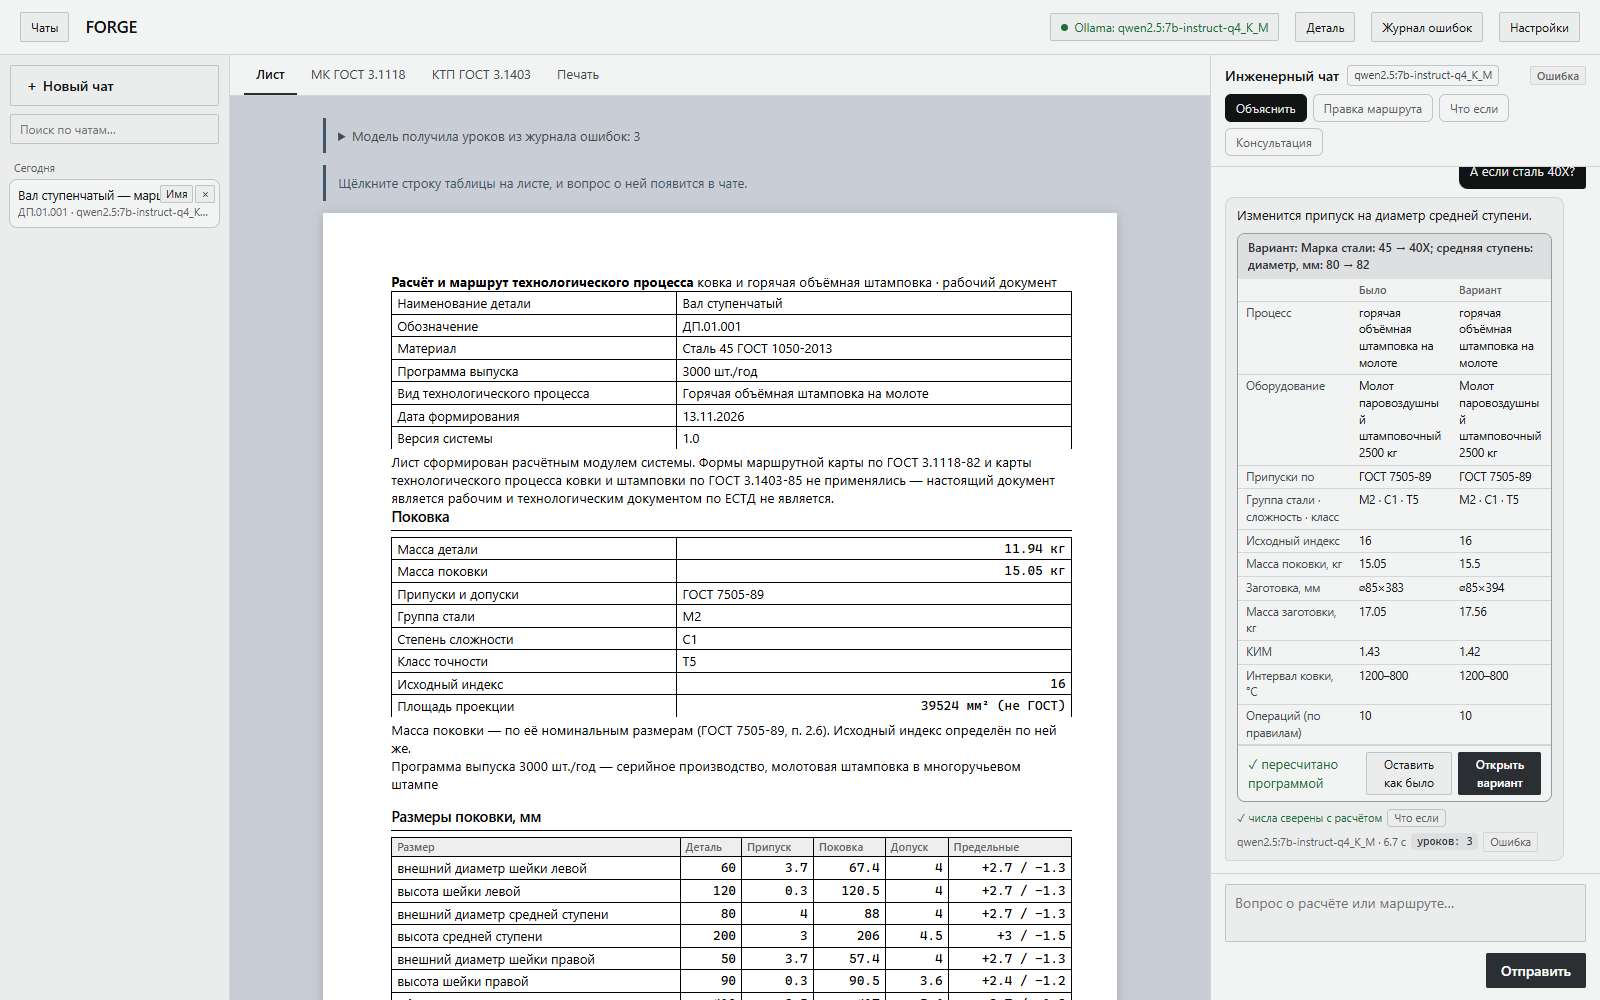 Чаты
FORGE
Ollama: qwen2.5:7b-instruct-q4_K_M
Деталь
Журнал ошибок
Настройки
+ Новый чат
Поиск по чатам...
Сегодня
Вал ступенчатый — мар
Имя
×
ДП.01.001 · qwen2.5:7b-instruct-q4_K...
Лист
МК ГОСТ 3.1118
КТП ГОСТ 3.1403
Печать
▶ Модель получила уроков из журнала ошибок: 3
Щёлкните строку таблицы на листе, и вопрос о ней появится в чате.
Расчёт и маршрут технологического процесса ковка и горячая объёмная штамповка · рабочий документ
Наименование детали Вал ступенчатый
Обозначение ДП.01.001
Материал Сталь 45 ГОСТ 1050-2013
Программа выпуска 3000 шт./год
Вид технологического процесса Горячая объёмная штамповка на молоте
Дата формирования 13.11.2026
Версия системы 1.0
Лист сформирован расчётным модулем системы. Формы маршрутной карты по ГОСТ 3.1118-82 и карты
технологического процесса ковки и штамповки по ГОСТ 3.1403-85 не применялись — настоящий документ
является рабочим и технологическим документом по ЕСТД не является.
Поковка
Масса детали 11.94 кг
Масса поковки 15.05 кг
Припуски и допуски ГОСТ 7505-89
Группа стали М2
Степень сложности С1
Класс точности Т5
Исходный индекс 16
Площадь проекции 39524 мм² (не ГОСТ)
Масса поковки — по её номинальным размерам (ГОСТ 7505-89, п. 2.6). Исходный индекс определён по ней
же.
Программа выпуска 3000 шт./год — серийное производство, молотовая штамповка в многоручьевом
штампе
Размеры поковки, мм
Размер Деталь Припуск Поковка Допуск Предельные
внешний диаметр шейки левой 60 3.7 67.4 4 +2.7 / −1.3
высота шейки левой 120 0.3 120.5 4 +2.7 / −1.3
внешний диаметр средней ступени 80 4 88 4 +2.7 / −1.3
высота средней ступени 200 3 206 4.5 +3 / −1.5
внешний диаметр шейки правой 50 3.7 57.4 4 +2.7 / −1.3
высота шейки правой 90 0.3 90.5 3.6 +2.4 / −1.2
Инженерный чат
qwen2.5:7b-instruct-q4_K_M
Ошибка
Объяснить
Правка маршрута
Что если
Консультация
А если сталь 40Х?
Изменится припуск на диаметр средней ступени.
Вариант: Марка стали: 45 → 40Х; средняя ступень:
диаметр, мм: 80 → 82
Было Вариант
Процесс горячая горячая
объёмная объёмная
штамповка на штамповка на
молоте молоте
Оборудование Молот Молот
паровоздушны паровоздушны
й й
штамповочный штамповочный
2500 кг 2500 кг
Припуски по ГОСТ 7505-89 ГОСТ 7505-89
Группа стали · М2 · С1 · Т5 М2 · С1 · Т5
сложность · класс
Исходный индекс 16 16
Масса поковки, кг 15.05 15.5
Заготовка, мм ⌀85×383 ⌀85×394
Масса заготовки, 17.05 17.56
кг
КИМ 1.43 1.42
Интервал ковки, 1200–800 1200–800
°C
Операций (по 10 10
правилам)
✓ пересчитано
программой
Оставить
как было
Открыть
вариант
✓ числа сверены с расчётом
Что если
qwen2.5:7b-instruct-q4_K_M · 6.7 с
уроков: 3
Ошибка
Вопрос о расчёте или маршруте...
Отправить